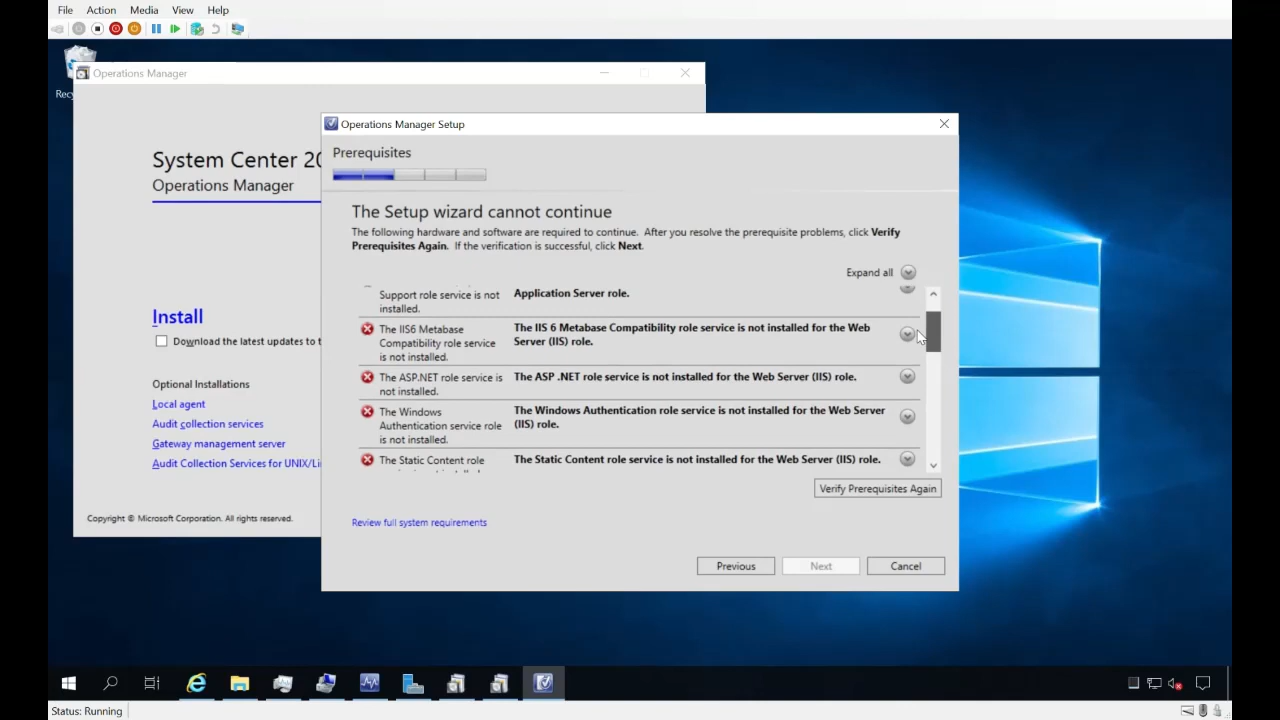 File Action Media View Help
Recy
Operations Manager
System Center 20
Operations Manager
Install
Download the latest updates to t
Optional Installations
Local agent
Audit collection services
Gateway management server
Audit Collection Services for UNIX/Li
Copyright © Microsoft Corporation. All rights reserved.
Operations Manager Setup
Prerequisites
The Setup wizard cannot continue
The following hardware and software are required to continue. After you resolve the prerequisite problems, click Verify
Prerequisites Again. If the verification is successful, click Next.
Expand all
Support role service is not
installed.
Application Server role.
The IIS6 Metabase
Compatibility role service
is not installed.
The IIS 6 Metabase Compatibility role service is not installed for the Web
Server (IIS) role.
The ASP.NET role service is
not installed.
The ASP .NET role service is not installed for the Web Server (IIS) role.
The Windows
Authentication service role
is not installed.
The Windows Authentication role service is not installed for the Web Server
(IIS) role.
The Static Content role
The Static Content role service is not installed for the Web Server (IIS) role.
Verify Prerequisites Again
Review full system requirements
Previous
Next
Cancel
Status: Running